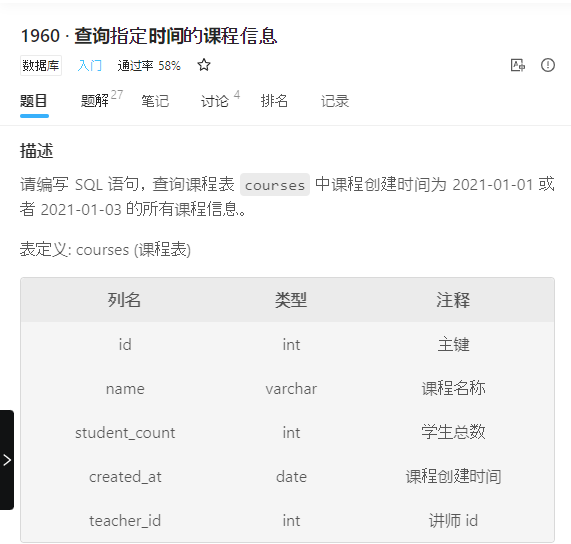 1960 · 查询指定时间的课程信息
数据库 入门 通过率 58%
题目 题解 27 笔记 讨论 4 排名 记录
描述
请编写 SQL 语句，查询课程表 courses 中课程创建时间为 2021-01-01 或
者 2021-01-03 的所有课程信息。
表定义: courses (课程表)
列名 类型 注释
id int 主键
name varchar 课程名称
student_count int 学生总数
created_at date 课程创建时间
teacher_id int 讲师 id